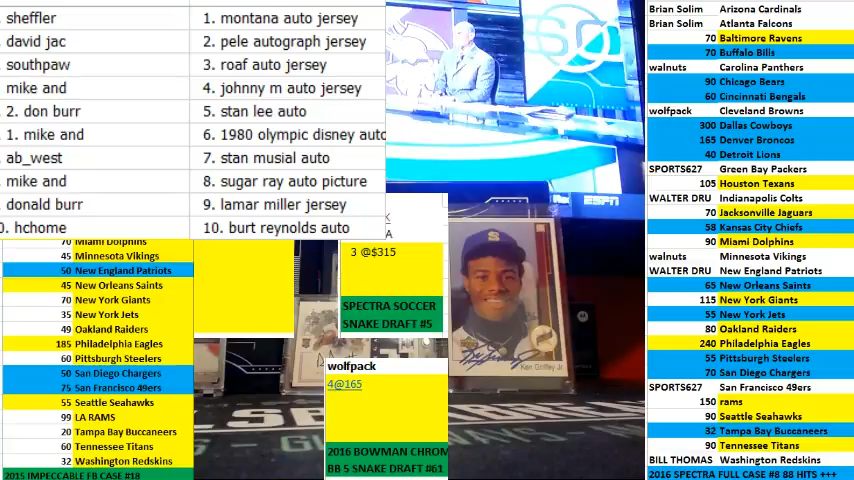 sheffler
david jac
southpaw
mike and
2. don burr
1. mike and
ab_west
mike and
donald burr
hchome
1. montana auto jersey
2. pele autograph jersey
3. roaf auto jersey
4. johnny m auto jersey
5. stan lee auto
6. 1980 olympic disney auto
7. stan musial auto
8. sugar ray auto picture
9. lamar miller jersey
10. burt reynolds auto
70 Miami Dolphins
45 Minnesota Vikings
50 New England Patriots
45 New Orleans Saints
70 New York Giants
35 New York Jets
49 Oakland Raiders
185 Philadelphia Eagles
60 Pittsburgh Steelers
50 San Diego Chargers
75 San Francisco 49ers
55 Seattle Seahawks
99 LA RAMS
20 Tampa Bay Buccaneers
60 Tennessee Titans
32 Washington Redskins
2015 IMPECCABLE FB CASE #18
3 @$315
SPECTRA SOCCER
SNAKE DRAFT #5
wolfpack
4@165
2016 BOWMAN CHROM
BB 5 SNAKE DRAFT #61
ESPN
Ken Griffey Jr
Brian Solim Arizona Cardinals
Brian Solim Atlanta Falcons
70 Baltimore Ravens
70 Buffalo Bills
walnuts Carolina Panthers
90 Chicago Bears
60 Cincinnati Bengals
wolfpack Cleveland Browns
300 Dallas Cowboys
165 Denver Broncos
40 Detroit Lions
SPORTS627 Green Bay Packers
105 Houston Texans
WALTER DRU Indianapolis Colts
70 Jacksonville Jaguars
58 Kansas City Chiefs
90 Miami Dolphins
walnuts Minnesota Vikings
WALTER DRU New England Patriots
65 New Orleans Saints
115 New York Giants
55 New York Jets
80 Oakland Raiders
240 Philadelphia Eagles
55 Pittsburgh Steelers
70 San Diego Chargers
SPORTS627 San Francisco 49ers
150 rams
90 Seattle Seahawks
32 Tampa Bay Buccaneers
90 Tennessee Titans
BILL THOMAS Washington Redskins
2016 SPECTRA FULL CASE #8 88 HITS +++